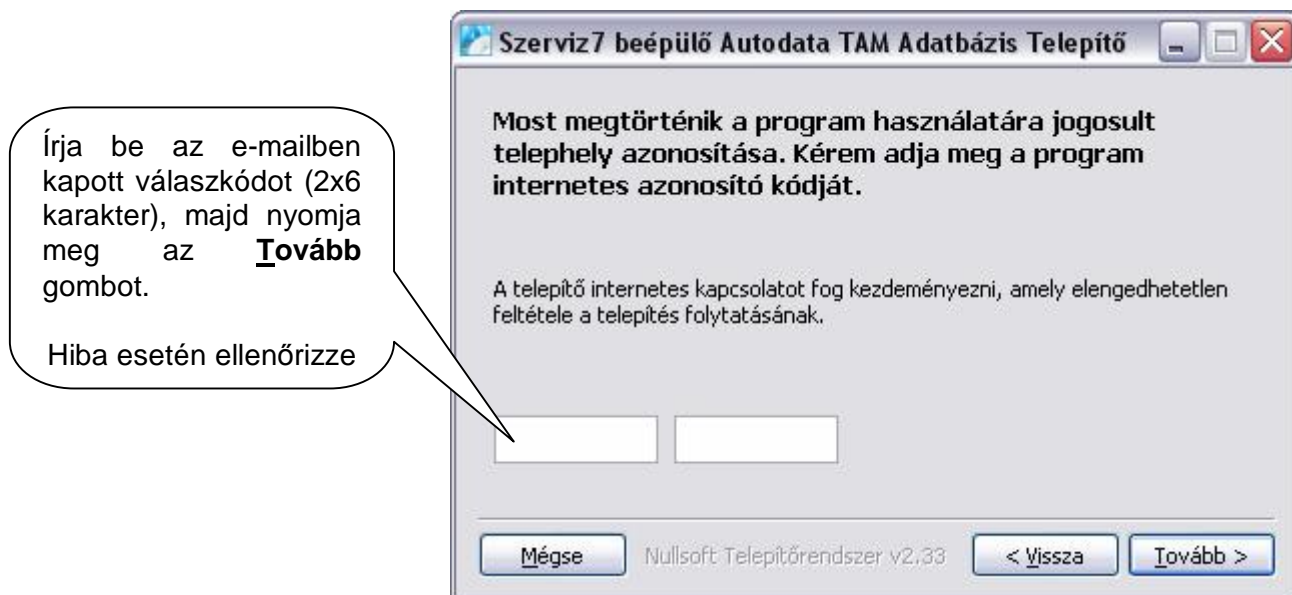 Szerviz7 beépülő Autodata TAM Adatbázis Telepítő
Írja be az e-mailben
kapott válaszkódot (2x6
karakter), majd nyomja
meg az Tovább
gombot.
Hiba esetén ellenőrizze
Most megtörténik a program használatára jogosult
telephely azonosítása. Kérem adja meg a program
internetes azonosító kódját.
A telepítő internetes kapcsolatot fog kezdeményezni, amely elengedhetetlen
feltétele a telepítés folytatásának.
Mégse Nullsoft Telepítőrendszer v2.33 < Vissza Tovább >